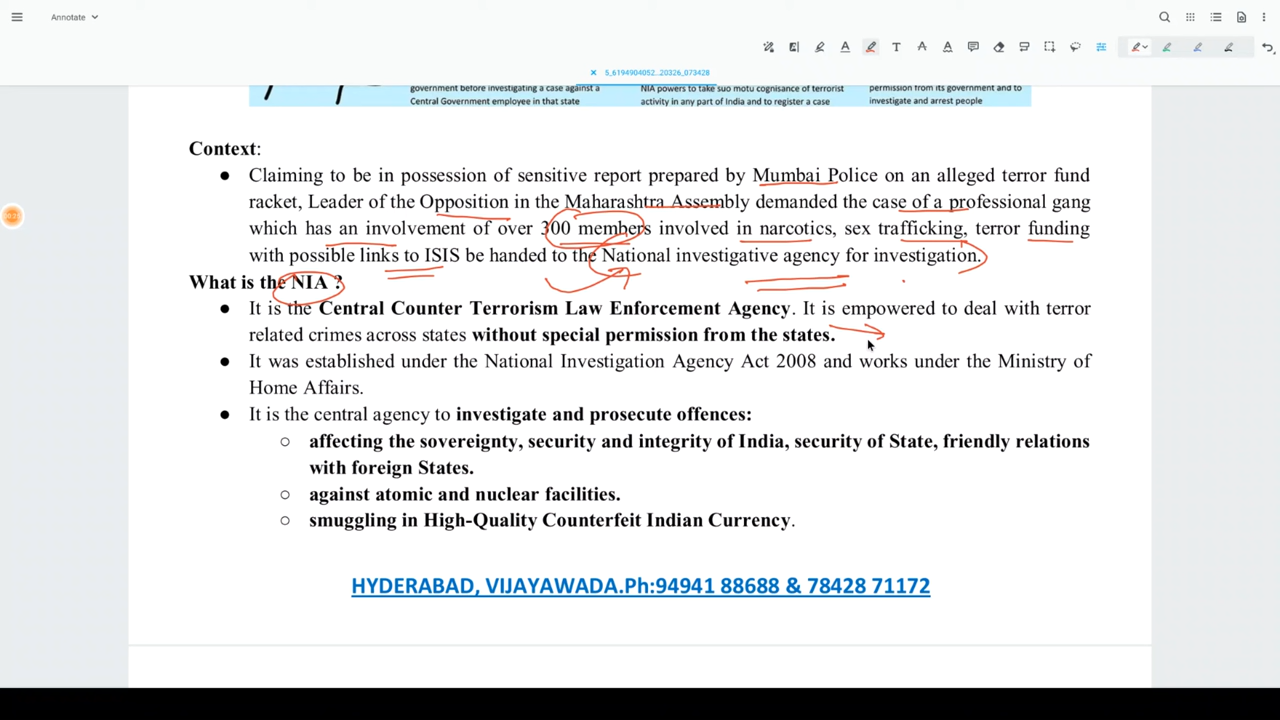 Annotate
5_6194904052...20326_073428
government before investigating a case against a
Central Government employee in that state
NIA powers to take suo motu cognisance of terrorist
activity in any part of India and to register a case
permission from its government and to
investigate and arrest people
Context:
● Claiming to be in possession of sensitive report prepared by Mumbai Police on an alleged terror fund
racket, Leader of the Opposition in the Maharashtra Assembly demanded the case of a professional gang
which has an involvement of over 300 members involved in narcotics, sex trafficking, terror funding
with possible links to ISIS be handed to the National investigative agency for investigation.
What is the NIA ?
● It is the Central Counter Terrorism Law Enforcement Agency. It is empowered to deal with terror
related crimes across states without special permission from the states.
● It was established under the National Investigation Agency Act 2008 and works under the Ministry of
Home Affairs.
● It is the central agency to investigate and prosecute offences:
○ affecting the sovereignty, security and integrity of India, security of State, friendly relations
with foreign States.
○ against atomic and nuclear facilities.
○ smuggling in High-Quality Counterfeit Indian Currency.
HYDERABAD, VIJAYAWADA.Ph:94941 88688 & 78428 71172